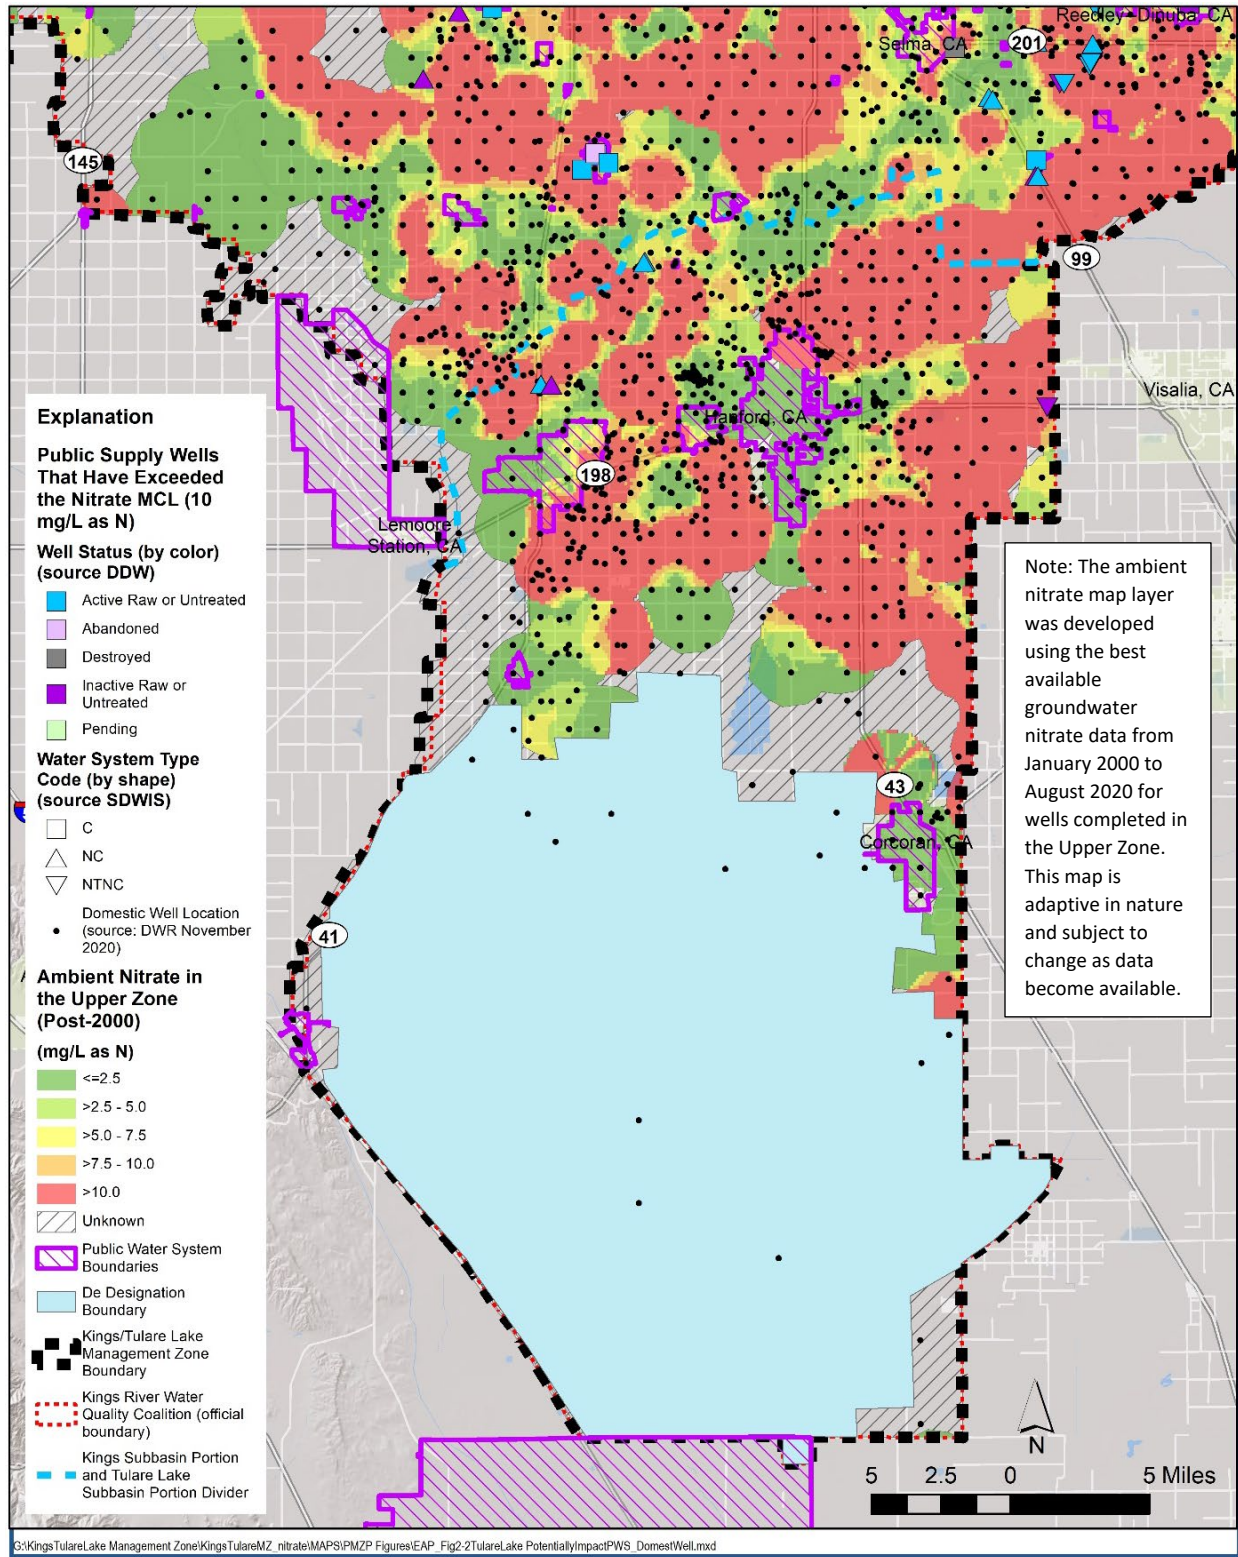 Reedley-Dinuba, CA
Selma, CA
201
145
99
Visalia, CA
Hanford, CA
198
Lemoore
Station, CA
43
Corcoran, CA
41
Explanation
Public Supply Wells
That Have Exceeded
the Nitrate MCL (10
mg/L as N)
Well Status (by color)
(source DDW)
Active Raw or Untreated
Abandoned
Destroyed
Inactive Raw or
Untreated
Pending
Water System Type
Code (by shape)
(source SDWIS)
C
NC
NTNC
Domestic Well Location
(source: DWR November
2020)
Ambient Nitrate in
the Upper Zone
(Post-2000)
(mg/L as N)
<=2.5
>2.5 - 5.0
>5.0 - 7.5
>7.5 - 10.0
>10.0
Unknown
Public Water System
Boundaries
De Designation
Boundary
Kings/Tulare Lake
Management Zone
Boundary
Kings River Water
Quality Coalition (official
boundary)
Kings Subbasin Portion
and Tulare Lake
Subbasin Portion Divider
Note: The ambient
nitrate map layer
was developed
using the best
available
groundwater
nitrate data from
January 2000 to
August 2020 for
wells completed in
the Upper Zone.
This map is
adaptive in nature
and subject to
change as data
become available.
N
5 2.5 0 5 Miles
G:\KingsTulareLake Management Zone\KingsTulareMZ_nitrate\MAPS\PMZP Figures\EAP_Fig2-2TulareLake PotentiallyImpactPWS_DomestWell.mxd